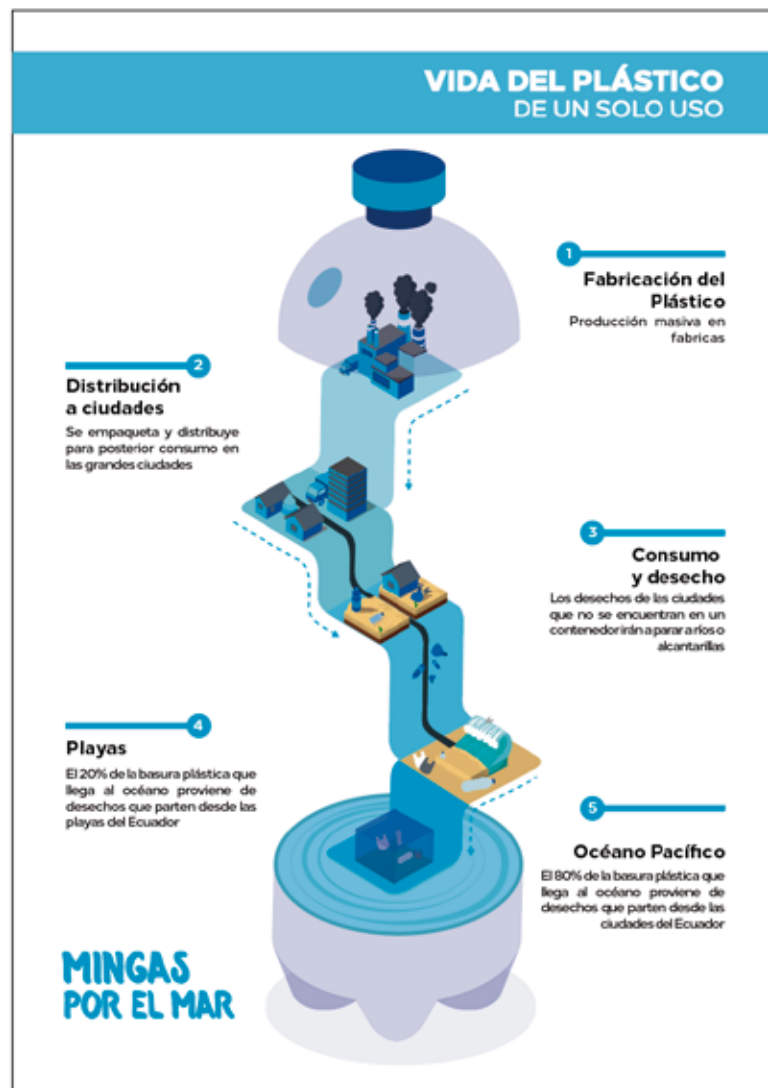 VIDA DEL PLÁSTICO
DE UN SOLO USO
1
Fabricación del
Plástico
Producción masiva en
fabricas
2
Distribución
a ciudades
Se empaqueta y distribuye
para posterior consumo en
las grandes ciudades
3
Consumo
y desecho
Los desechos de las ciudades
que no se encuentran en un
contenedor irán a parar a ríos o
alcantarillas
4
Playas
El 20% de la basura plástica que
llega al océano proviene de
desechos que parten desde las
playas del Ecuador
5
Océano Pacífico
El 80% de la basura plástica que
llega al océano proviene de
desechos que parten desde las
ciudades del Ecuador
MINGAS
POR EL MAR